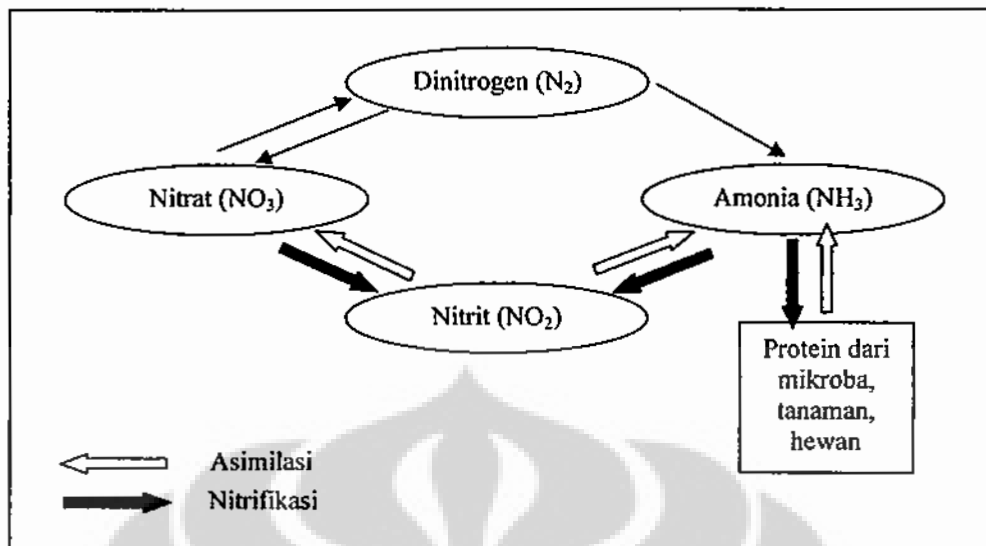 Dinitrogen (N₂)
Nitrat (NO₃)
Amonia (NH₃)
Nitrit (NO₂)
Protein dari
mikroba,
tanaman,
hewan
Asimilasi
Nitrifikasi